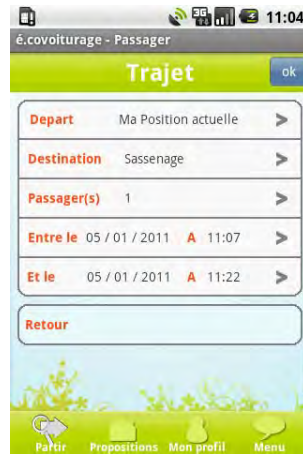 3G 11:04
é.covoiturage - Passager
Trajet ok
Depart Ma Position actuelle >
Destination Sassenage >
Passager(s) 1 >
Entre le 05 / 01 / 2011 A 11:07 >
Et le 05 / 01 / 2011 A 11:22 >
Retour
Partir Propositions Mon profil Menu